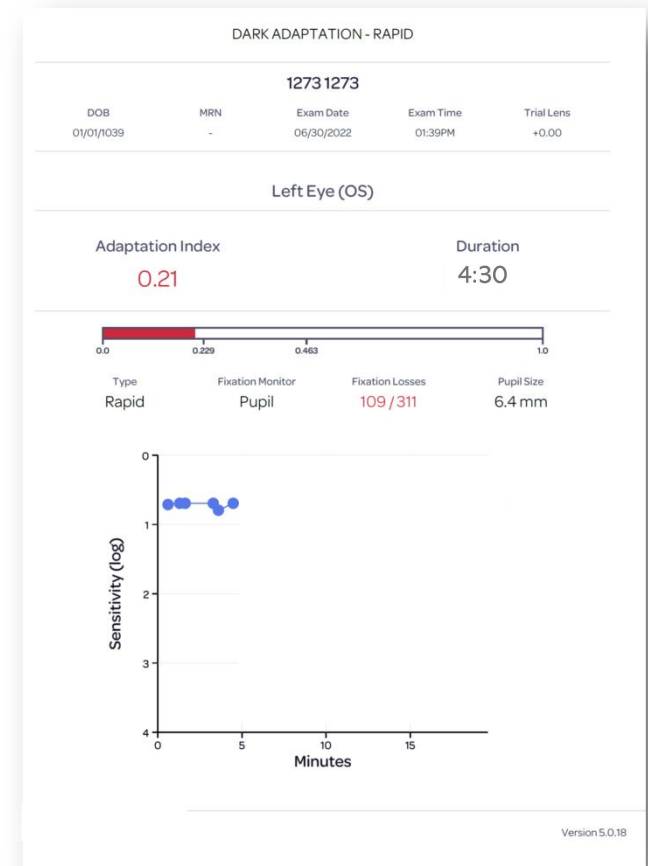 DARK ADAPTATION - RAPID
1273 1273
DOB MRN Exam Date Exam Time Trial Lens
01/01/1039 - 06/30/2022 01:39PM +0.00
Left Eye (OS)
Adaptation Index Duration
0.21 4:30
0.0 0.229 0.463 1.0
Type Fixation Monitor Fixation Losses Pupil Size
Rapid Pupil 109 / 311 6.4 mm
0
1
2
3
4
Sensitivity (log)
0 5 10 15
Minutes
Version 5.0.18